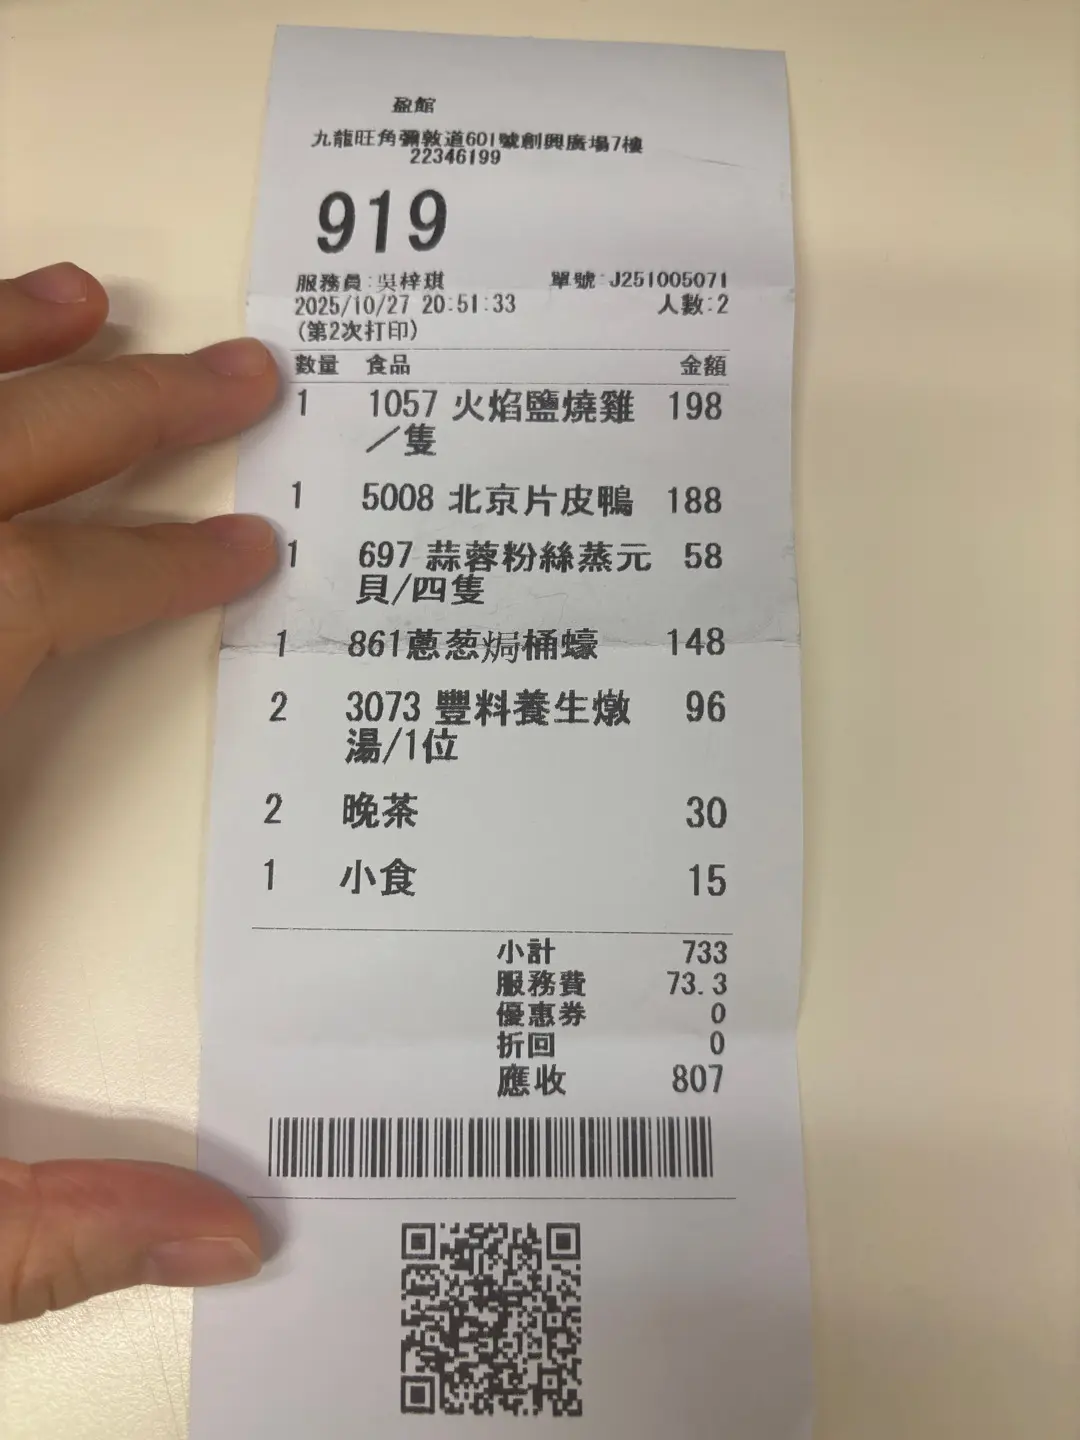 盈館
九龍旺角彌敦道601號創興廣場7樓
22346199
919
服務員:吳梓琪 單號:J251005071
2025/10/27 20:51:33 人數:2
(第2次打印)
數量 食品 金額
1 1057 火焰鹽燒雞 198
／隻
1 5008 北京片皮鴨 188
1 697 蒜蓉粉絲蒸元 58
貝/四隻
1 861蔥葱焗桶蠔 148
2 3073 豐料養生燉 96
湯/1位
2 晚茶 30
1 小食 15
小計 733
服務費 73.3
優惠券 0
折回 0
應收 807